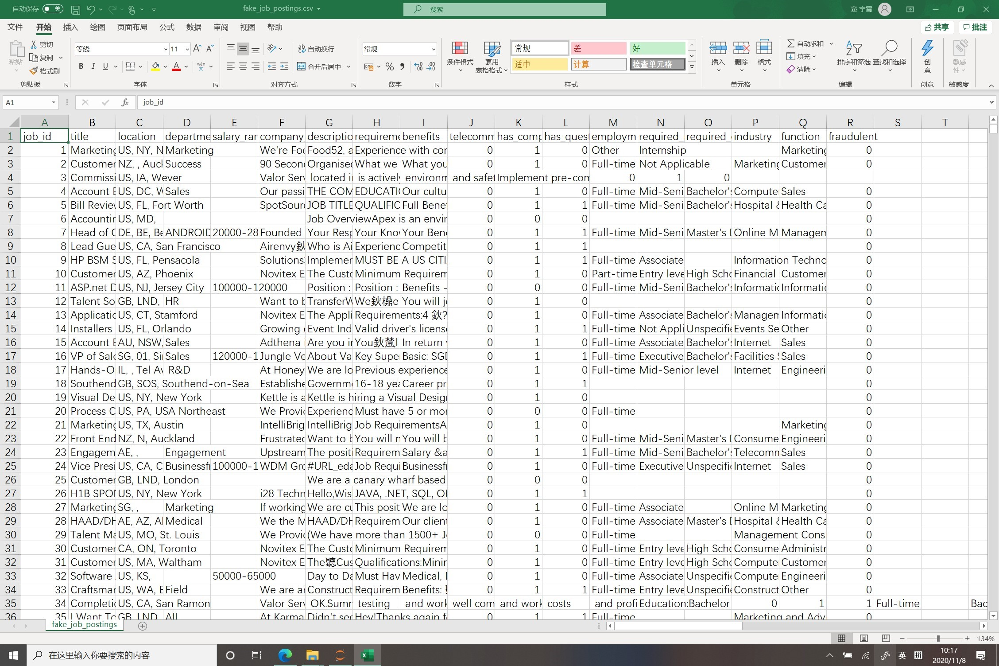 自动保存 关 fake_job_postings.csv 搜索 窦 宇霄
文件 开始 插入 绘图 页面布局 公式 数据 审阅 视图 帮助 共享 批注
粘贴 剪切 复制 格式刷 剪贴板
等线 11 B I U wén 文 A 字体
ab 自动换行 合并后居中 对齐方式
常规 % 数字
条件格式 套用 表格格式 常规 差 好 适中 计算 检查单元格 样式
插入 删除 格式 单元格
自动求和 填充 清除 排序和筛选 查找和选择 编辑
创意 创意 敏感性 敏感度
A1 fx job_id
A B C D E F G H I J K L M N O P Q R S T
1 job_id title location departme salary_ran company_ descriptio requireme benefits telecomm has_comp has_quest employm required_ required_ industry function fraudulent
2 1 Marketing US, NY, N Marketing We're Foo Food52, a Experience with cor 0 1 0 Other Internship Marketing 0
3 2 Customer NZ, , Auck Success 90 Second Organised What we What you 0 1 0 Full-time Not Applicable Marketing Customer 0
4 3 Commissi US, IA, Wever Valor Serv located in is actively environm and safet Implement pre-com 0 1 0
5 4 Account E US, DC, W Sales Our passi THE COM EDUCATIO Our cultu 0 1 0 Full-time Mid-Seni Bachelor's Compute Sales 0
6 5 Bill Review US, FL, Fort Worth SpotSourc JOB TITLE QUALIFIC Full Benef 0 1 1 Full-time Mid-Seni Bachelor's Hospital & Health Ca 0
7 6 Accountin US, MD, Job OverviewApex is an envir 0 0 0 0
8 7 Head of C DE, BE, Be ANDROID 20000-28 Founded Your Resp Your Know Your Bene 0 1 1 Full-time Mid-Seni Master's D Online M Managem 0
9 8 Lead Gue US, CA, San Francisco Airenvy鈥 Who is Ai Experienc Competit 0 1 1 0
10 9 HP BSM S US, FL, Pensacola Solutions3 Implemen MUST BE A US CITI 0 1 1 Full-time Associate Information Techno 0
11 10 Customer US, AZ, Phoenix Novitex E The Custo Minimum Requirem 0 1 0 Part-time Entry leve High Scho Financial Customer 0
12 11 ASP.net D US, NJ, Jersey City 100000-120000 Position : Position : Benefits - 0 0 0 Full-time Mid-Seni Bachelor's Informatic Informatic 0
13 12 Talent So GB, LND, HR Want to b TransferW We鈥檙e You will jo 0 1 0 0
14 13 Applicatic US, CT, Stamford Novitex E The Appli Requirements:4 鈥? 0 1 0 Full-time Associate Bachelor's Managem Informatic 0
15 14 Installers US, FL, Orlando Growing e Event Ind Valid driver's license 0 1 1 Full-time Not Appli Unspecifie Events Se Other 0
16 15 Account E AU, NSW, Sales Adthena i Are you in You鈥檒l In return w 0 1 0 Full-time Associate Bachelor's Internet Sales 0
17 16 VP of Sale SG, 01, Sin Sales 120000-1 Jungle Ve About Va Key Supe Basic: SGD 0 1 1 Full-time Executive Bachelor's Facilities S Sales 0
18 17 Hands-O IL, , Tel Av R&D At Honey We are lo Previous experience 0 1 0 Full-time Mid-Senior level Internet Engineeri 0
19 18 Southend GB, SOS, Southend-on-Sea Establishe Governme 16-18 yea Career pr 0 1 1 0
20 19 Visual De US, NY, New York Kettle is a Kettle is hiring a Visual Desig 0 1 0 0
21 20 Process C US, PA, USA Northeast We Provid Experienc Must have 5 or mor 0 0 0 Full-time 0
22 21 Marketing US, TX, Austin IntelliBrig IntelliBrig Job RequirementsA 0 1 0 Marketing 0
23 22 Front End NZ, N, Auckland Frustrated Want to b You will m You will b 0 1 0 Full-time Mid-Seni Master's D Consume Engineeri 0
24 23 Engagem AE, , Engagement Upstream The positi Requirem Salary &a 0 1 1 Full-time Mid-Seni Bachelor's Telecomm Sales 0
25 24 Vice Presi US, CA, C Businessfr 100000-1 WDM Gro #URL_eda Job Requi Businessfr 0 1 0 Full-time Executive Unspecifie Internet Sales 0
26 25 Customer GB, LND, London We are a canary wharf based 0 0 0 0
27 26 H1B SPON US, NY, New York i28 Techn Hello,Wis JAVA, .NET, SQL, OR 0 1 1 0
28 27 Marketing SG, , Marketing If working We are cu This posit We are lo 0 1 0 Full-time Associate Online M Marketing 0
29 28 HAAD/DH AE, AZ, Al Medical We the M HAAD/DH Requirem Our client 0 1 0 Full-time Associate Master's D Hospital & Health Ca 0
30 29 Talent Ma US, MO, St. Louis We Provid (We have more than 1500+ Jo 0 0 0 Full-time Management Consu 0
31 30 Customer CA, ON, Toronto Novitex E The Custo Minimum Requirem 0 1 0 Full-time Entry leve High Scho Consume Administr 0
32 31 Customer US, MA, Waltham Novitex E The聽Cus Qualifications:Minim 0 1 0 Full-time Entry leve High Scho Compute Customer 0
33 32 Software US, KS, 50000-65000 Day to Da Must Hav Medical, D 0 1 0 Full-time Associate Unspecifie Compute Engineeri 0
34 33 Craftsmar US, WA, E Field We are ar Construct Requirem Benefits: 0 1 1 Full-time Entry leve Unspecifie Construct Other 0
35 34 Completic US, CA, San Ramon Valor Serv OK.Summ testing and work well com and work costs and profi Education:Bachelor 0 1 1 Full-time Bac
36 35 I Want To GB, LND, All At Karma Didn't see Hey!Thanks again fo 0 1 1 Full-time Marketing and Adv 0
fake_job_postings
134%
在这里输入你要搜索的内容 英 拼 10:17
2020/11/8